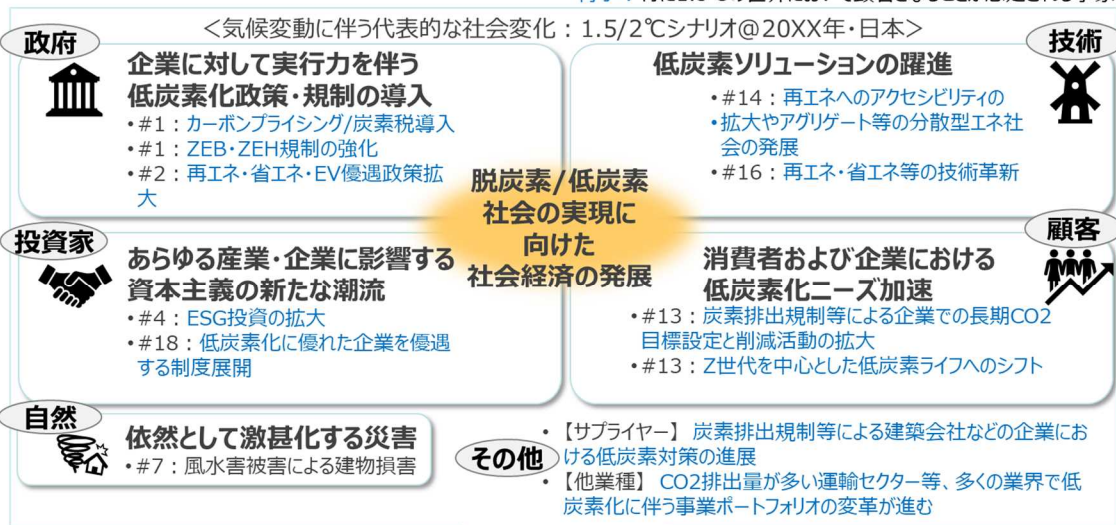 ＜気候変動に伴う代表的な社会変化：1.5/2℃シナリオ@20XX年・日本＞
政府
企業に対して実行力を伴う
低炭素化政策・規制の導入
•#1：カーボンプライシング/炭素税導入
•#1：ZEB・ZEH規制の強化
•#2：再エネ・省エネ・EV優遇政策拡
大
技術
低炭素ソリューションの躍進
•#14：再エネへのアクセシビリティの
•拡大やアグリゲート等の分散型エネ社
会の発展
•#16：再エネ・省エネ等の技術革新
脱炭素/低炭素
社会の実現に
向けた
社会経済の発展
投資家
あらゆる産業・企業に影響する
資本主義の新たな潮流
•#4：ESG投資の拡大
•#18：低炭素化に優れた企業を優遇
する制度展開
顧客
消費者および企業における
低炭素化ニーズ加速
•#13：炭素排出規制等による企業での長期CO2
目標設定と削減活動の拡大
•#13：Z世代を中心とした低炭素ライフへのシフト
自然
依然として激甚化する災害
•#7：風水害被害による建物損害
その他
•【サプライヤー】炭素排出規制等による建築会社などの企業にお
ける低炭素対策の進展
•【他業種】CO2排出量が多い運輸セクター等、多くの業界で低
炭素化に伴う事業ポートフォリオの変革が進む